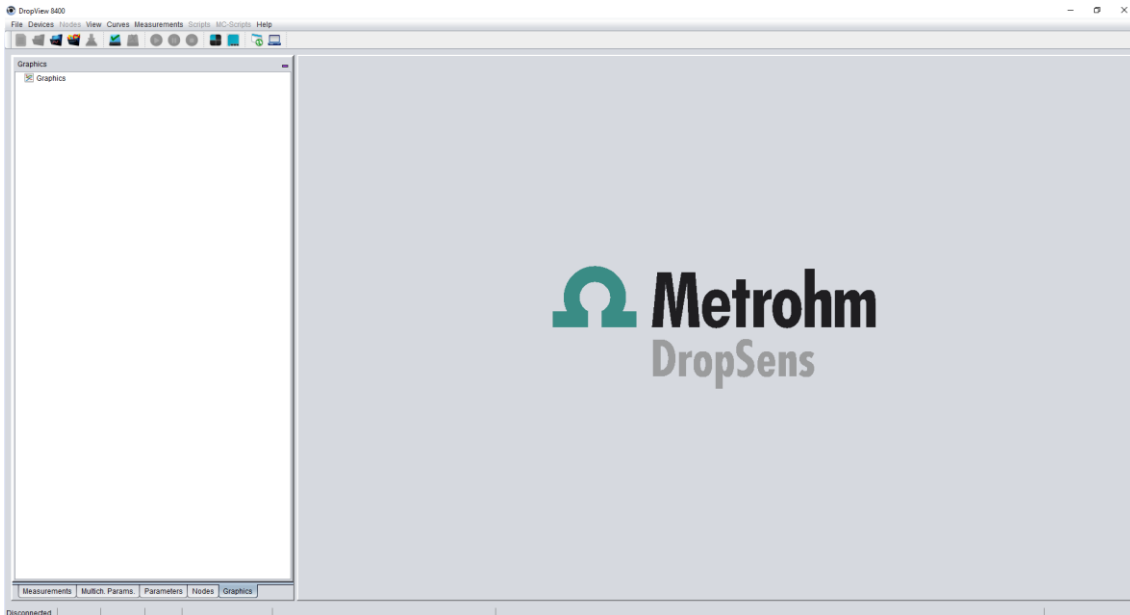 DropView 8400
File Devices Nodes View Curves Measurements Scripts MC-Scripts Help
Graphics
Graphics
Metrohm
DropSens
Measurements Multich. Params. Parameters Nodes Graphics
Disconnected